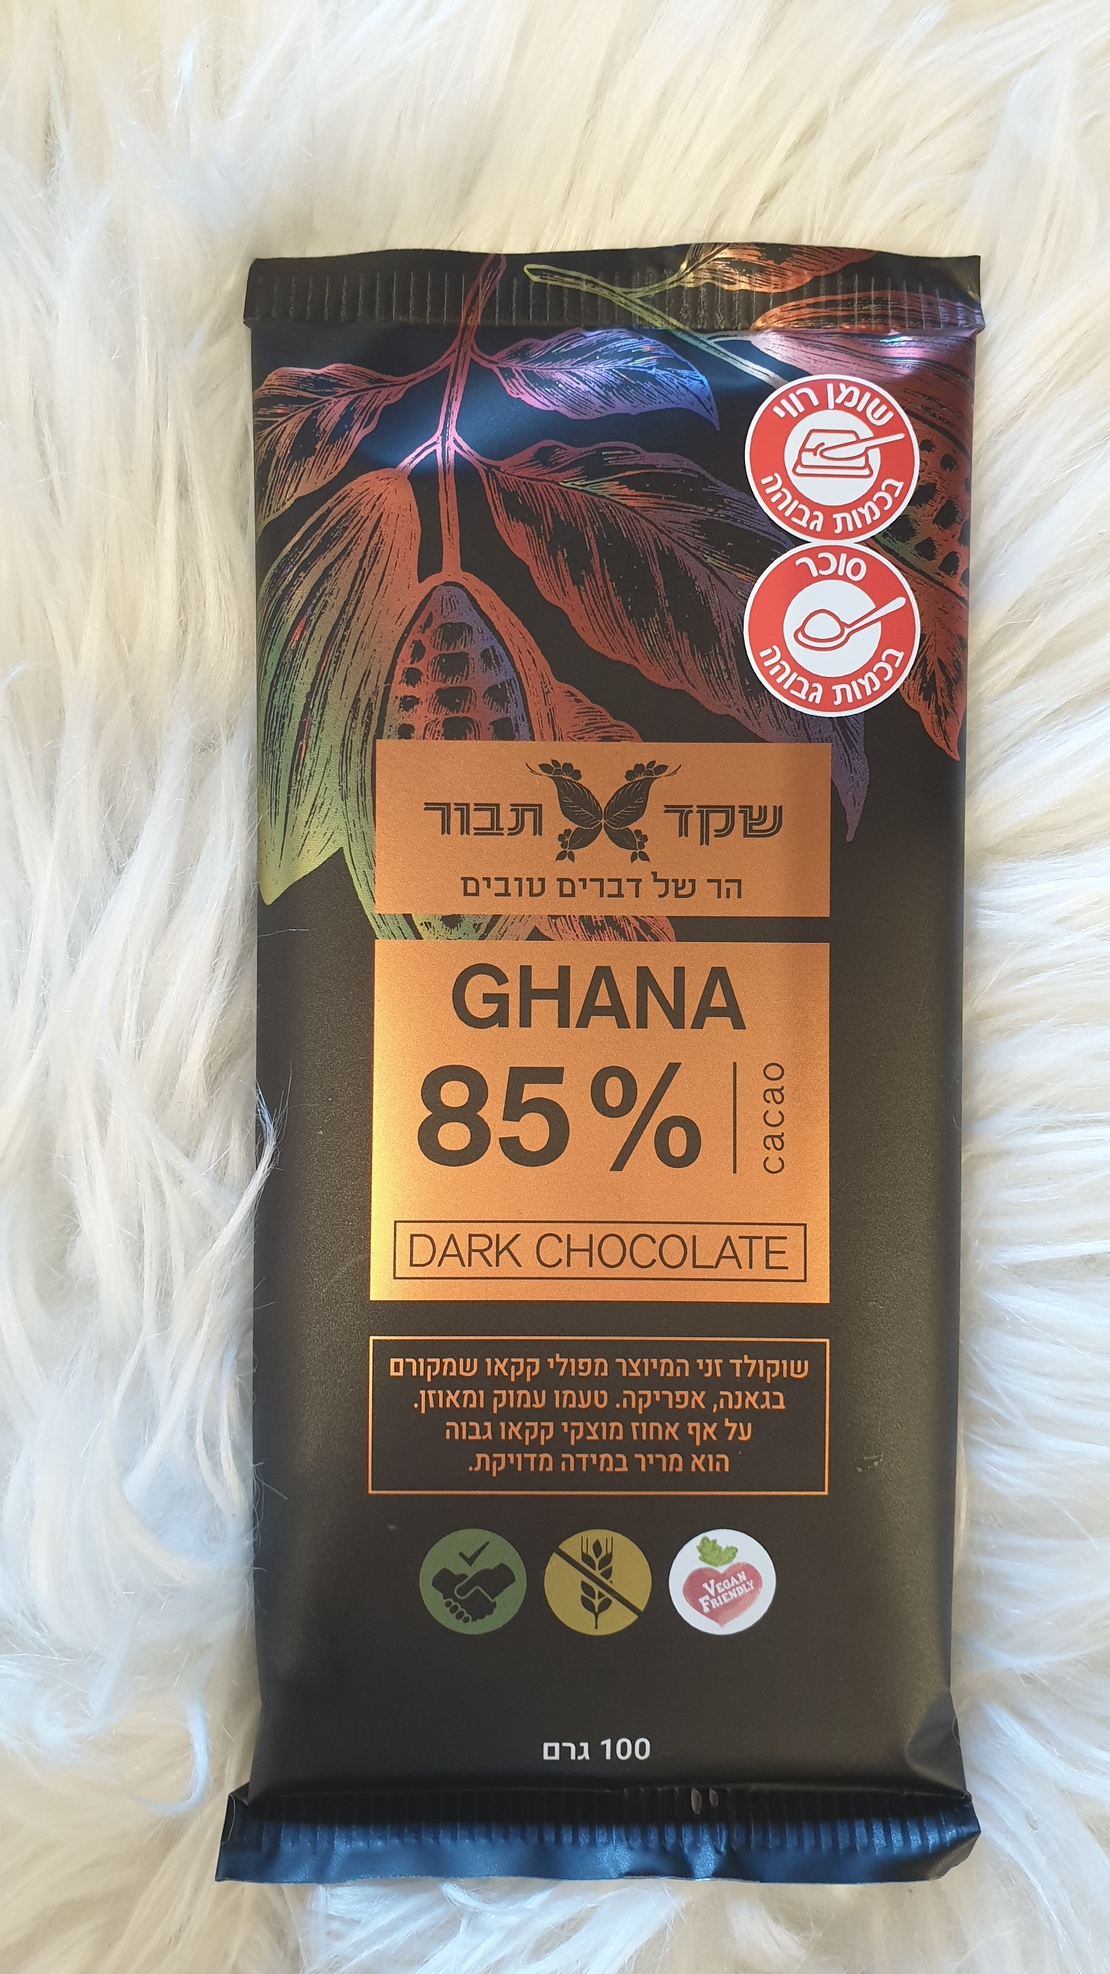 שומן רווי
בכמות גבוהה
סוכר
בכמות גבוהה
שקד תבור
הר של דברים טובים
GHANA
85%
cacao
DARK CHOCOLATE
שוקולד זני המיוצר מפולי קקאו שמקורם
בגאנה, אפריקה. טעמו עמוק ומאוזן.
על אף אחוז מוצקי קקאו גבוה
הוא מריר במידה מדויקת.
VEGAN
FRIENDLY
100 גרם